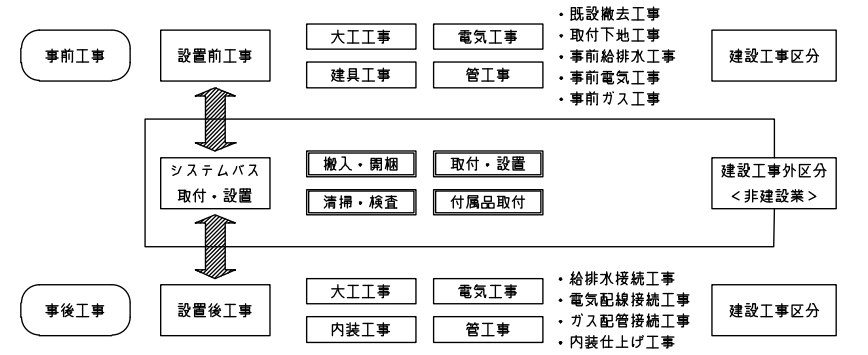 事前工事
設置前工事
大工工事
電気工事
建具工事
管工事
・既設撤去工事
・取付下地工事
・事前給排水工事
・事前電気工事
・事前ガス工事
建設工事区分
システムバス
取付・設置
搬入・開梱
取付・設置
清掃・検査
付属品取付
建設工事外区分
<非建設業>
事後工事
設置後工事
大工工事
電気工事
内装工事
管工事
・給排水接続工事
・電気配線接続工事
・ガス配管接続工事
・内装仕上げ工事
建設工事区分